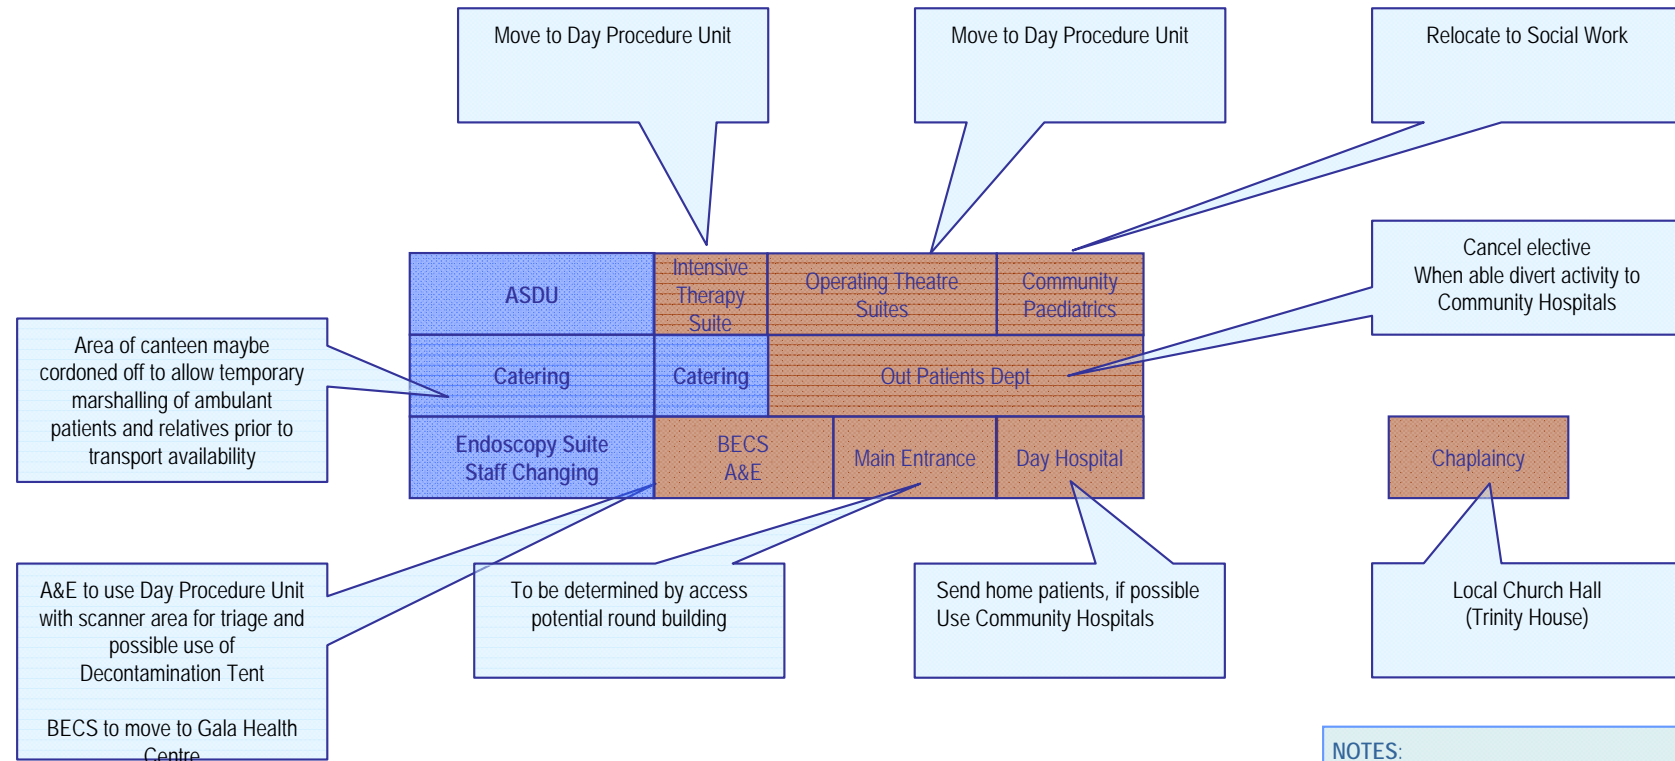 Move to Day Procedure Unit
Move to Day Procedure Unit
Relocate to Social Work
Cancel elective
When able divert activity to
Community Hospitals
ASDU
Intensive
Therapy
Suite
Operating Theatre
Suites
Community
Paediatrics
Area of canteen maybe
cordoned off to allow temporary
marshalling of ambulant
patients and relatives prior to
transport availability
Catering
Catering
Out Patients Dept
Endoscopy Suite
Staff Changing
BECS
A&E
Main Entrance
Day Hospital
Chaplaincy
A&E to use Day Procedure Unit
with scanner area for triage and
possible use of
Decontamination Tent
BECS to move to Gala Health
Centre
To be determined by access
potential round building
Send home patients, if possible
Use Community Hospitals
Local Church Hall
(Trinity House)
NOTES: